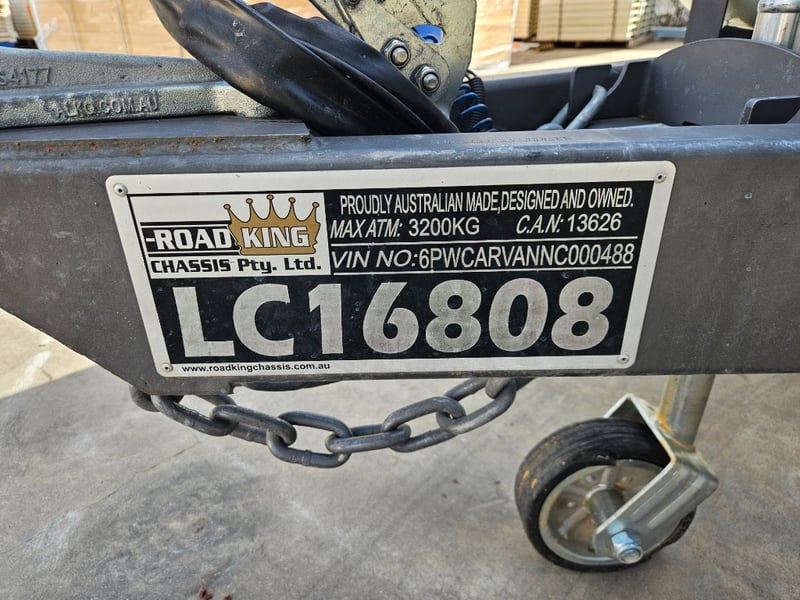 ALKO.COM.AU
ROAD KING
CHASSIS Pty. Ltd.
PROUDLY AUSTRALIAN MADE,DESIGNED AND OWNED.
MAX ATM: 3200KG C.A.N: 13626
VIN NO: 6PWCARVANNC000488
LC16808
www.roadkingchassis.com.au